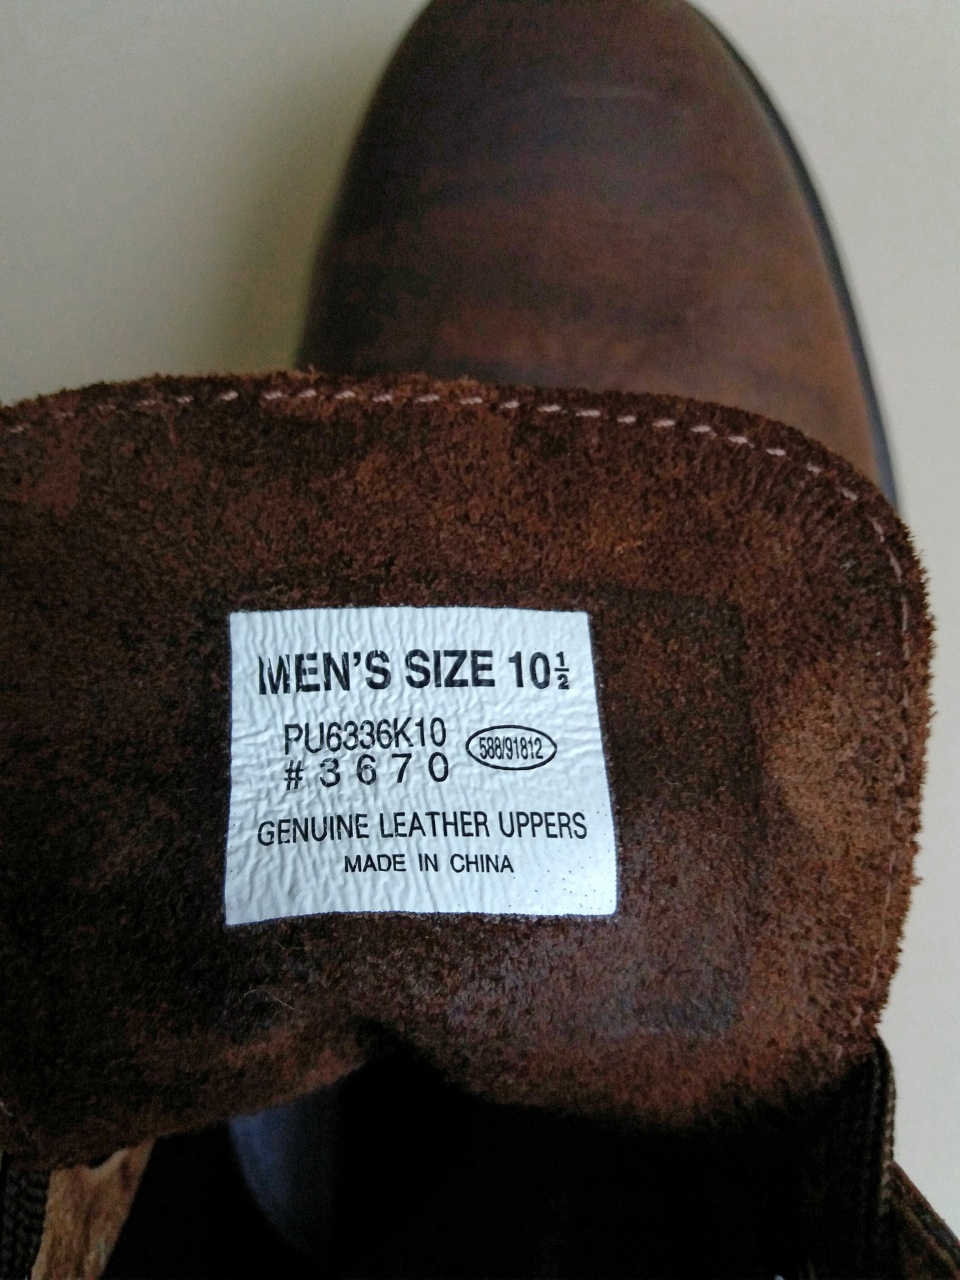 MEN'S SIZE 10½
PU6336K10
588/91812
#3670
GENUINE LEATHER UPPERS
MADE IN CHINA